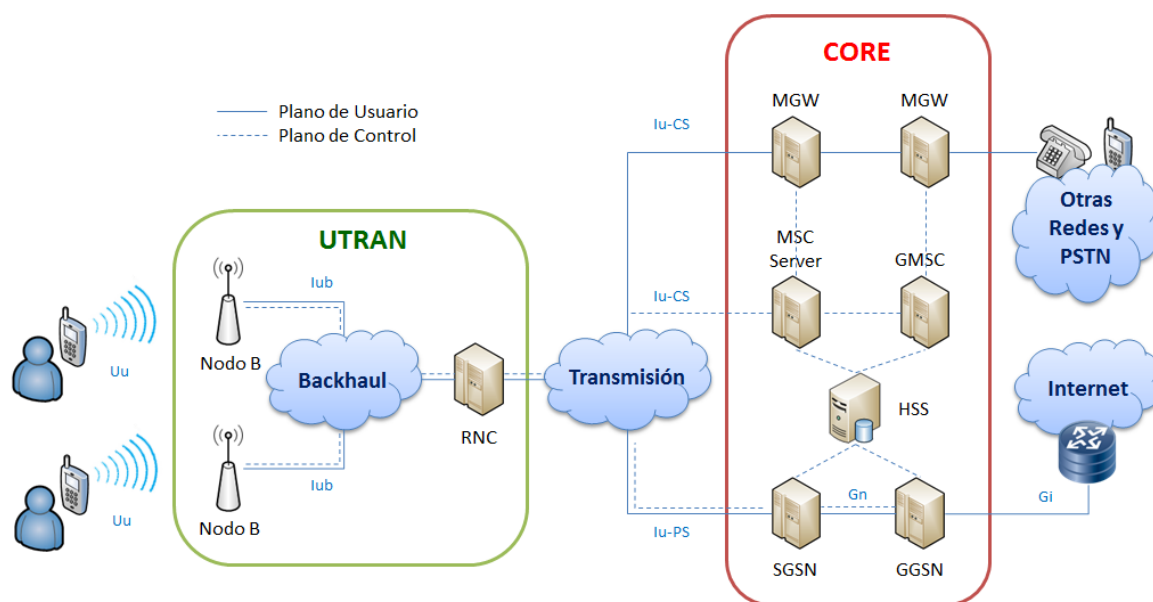 CORE
MGW
MGW
Plano de Usuario
Plano de Control
Iu-CS
Otras
Redes y
PSTN
UTRAN
MSC
Server
GMSC
Iub
Iu-CS
Uu
Nodo B
Backhaul
RNC
Transmisión
HSS
Internet
Iub
Uu
Nodo B
Iu-PS
Gn
Gi
SGSN
GGSN